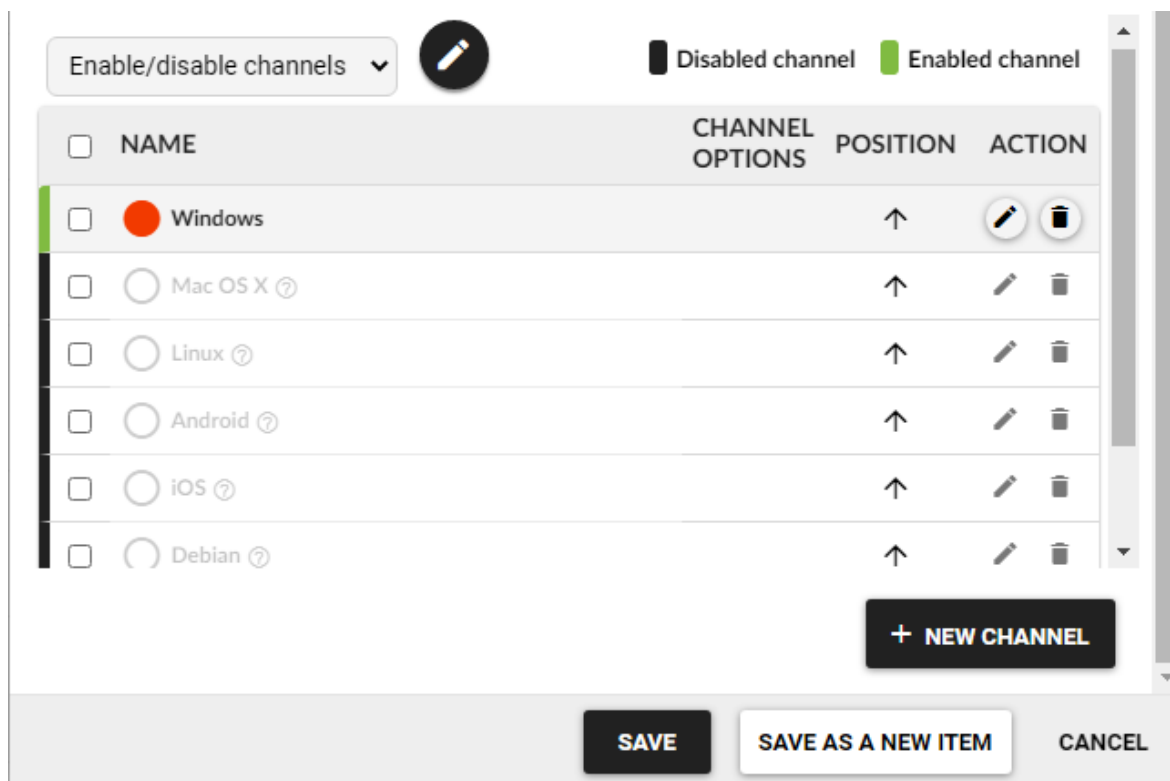 Enable/disable channels
Disabled channel
Enabled channel
NAME
CHANNEL
OPTIONS
POSITION
ACTION
Windows
Mac OS X ?
Linux ?
Android ?
iOS ?
Debian ?
+ NEW CHANNEL
SAVE
SAVE AS A NEW ITEM
CANCEL